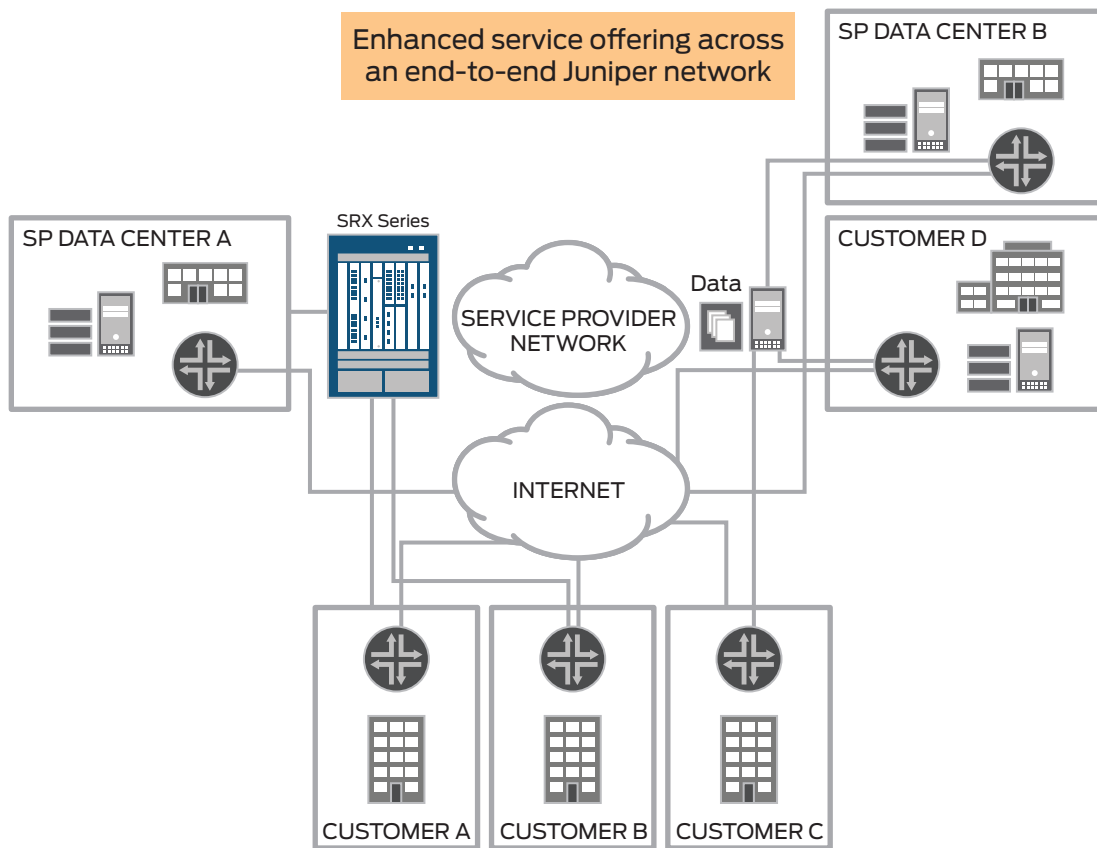 Enhanced service offering across
an end-to-end Juniper network
SP DATA CENTER B
SP DATA CENTER A
SRX Series
SERVICE PROVIDER
NETWORK
Data
CUSTOMER D
INTERNET
CUSTOMER A
CUSTOMER B
CUSTOMER C